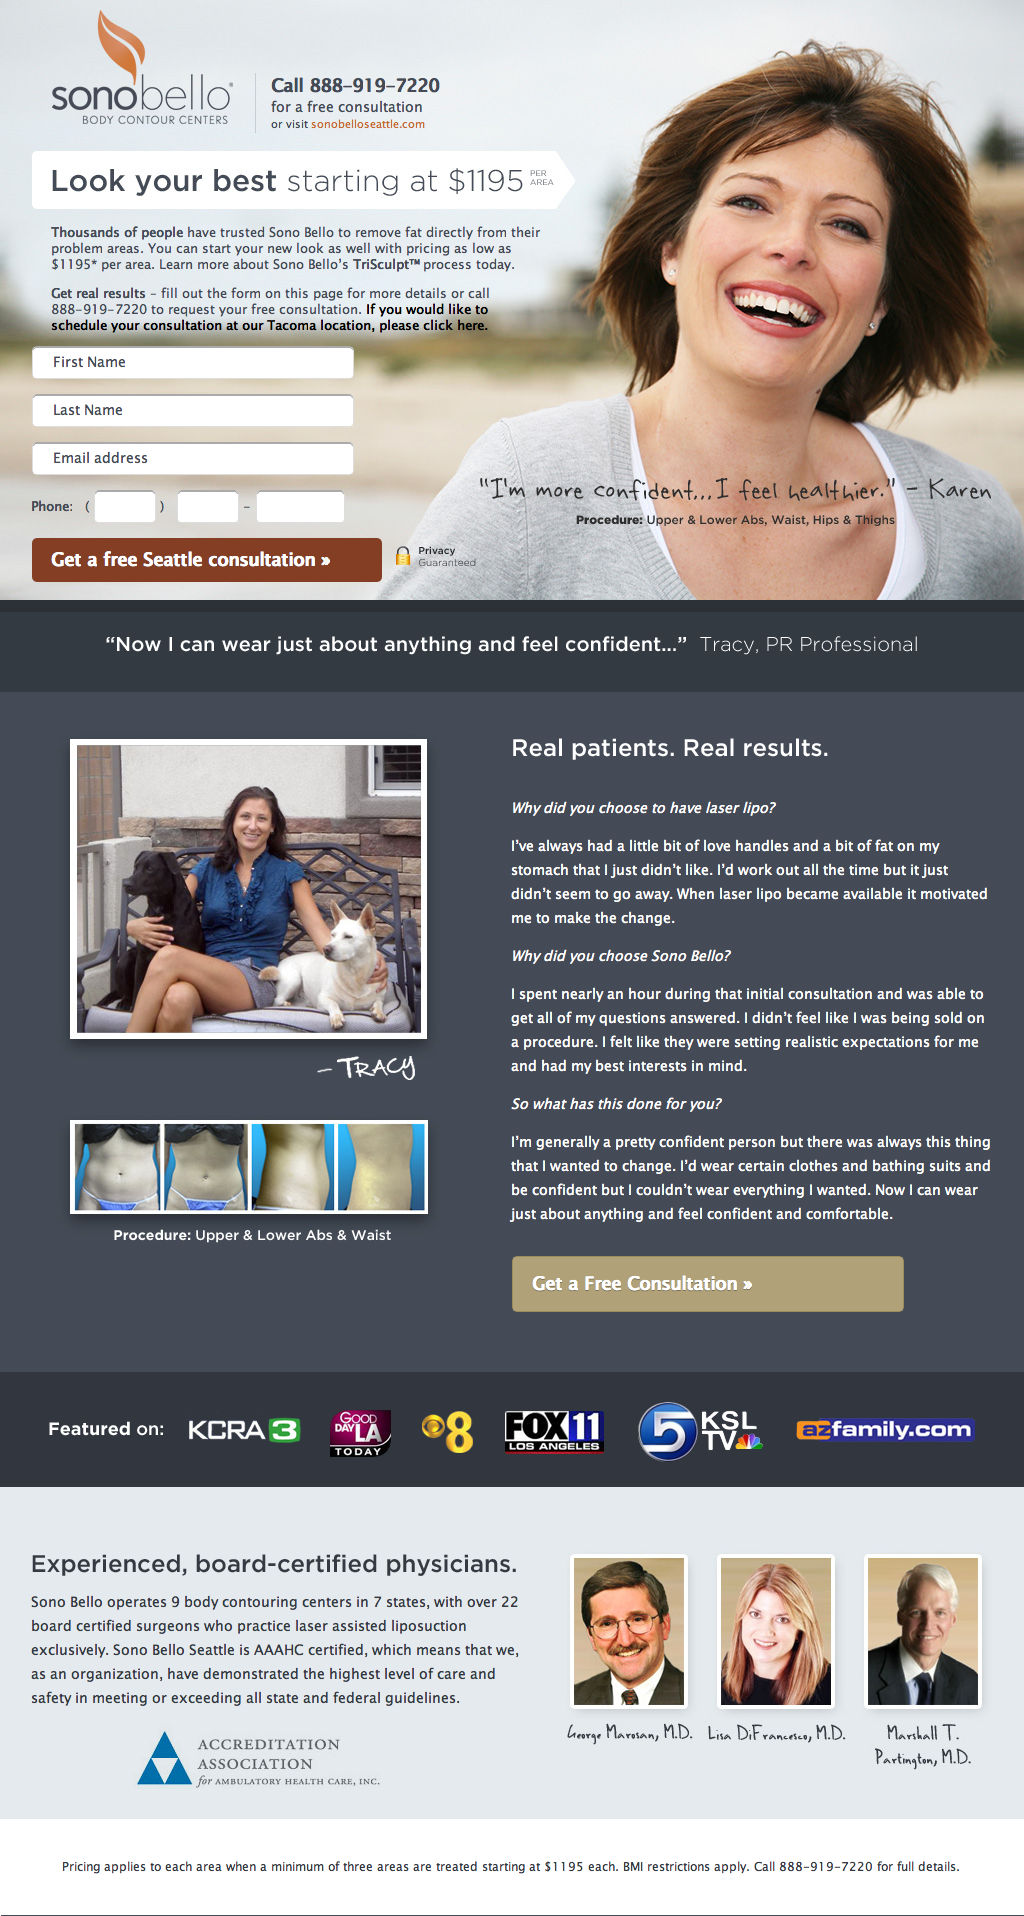 sonobello®
BODY CONTOUR CENTERS
Call 888-919-7220
for a free consultation
or visit sonobelloseattle.com
Look your best starting at $1195 PER AREA
Thousands of people have trusted Sono Bello to remove fat directly from their
problem areas. You can start your new look as well with pricing as low as
$1195* per area. Learn more about Sono Bello's TriSculpt™ process today.
Get real results – fill out the form on this page for more details or call
888-919-7220 to request your free consultation. If you would like to
schedule your consultation at our Tacoma location, please click here.
First Name
Last Name
Email address
Phone: ( ) –
Get a free Seattle consultation »
Privacy
Guaranteed
"I'm more confident...I feel healthier." – Karen
Procedure: Upper & Lower Abs, Waist, Hips & Thighs
“Now I can wear just about anything and feel confident...” Tracy, PR Professional
– TRACY
Procedure: Upper & Lower Abs & Waist
Real patients. Real results.
Why did you choose to have laser lipo?
I've always had a little bit of love handles and a bit of fat on my
stomach that I just didn't like. I'd work out all the time but it just
didn't seem to go away. When laser lipo became available it motivated
me to make the change.
Why did you choose Sono Bello?
I spent nearly an hour during that initial consultation and was able to
get all of my questions answered. I didn't feel like I was being sold on
a procedure. I felt like they were setting realistic expectations for me
and had my best interests in mind.
So what has this done for you?
I'm generally a pretty confident person but there was always this thing
that I wanted to change. I'd wear certain clothes and bathing suits and
be confident but I couldn't wear everything I wanted. Now I can wear
just about anything and feel confident and comfortable.
Get a Free Consultation »
Featured on:
KCRA 3
GOOD DAY LA TODAY
8
FOX 11 LOS ANGELES
5 KSL TV
azfamily.com
Experienced, board-certified physicians.
Sono Bello operates 9 body contouring centers in 7 states, with over 22
board certified surgeons who practice laser assisted liposuction
exclusively. Sono Bello Seattle is AAAHC certified, which means that we,
as an organization, have demonstrated the highest level of care and
safety in meeting or exceeding all state and federal guidelines.
ACCREDITATION
ASSOCIATION
for AMBULATORY HEALTH CARE, INC.
George Marosan, M.D.
Lisa DiFrancesco, M.D.
Marshall T.
Partington, M.D.
Pricing applies to each area when a minimum of three areas are treated starting at $1195 each. BMI restrictions apply. Call 888-919-7220 for full details.